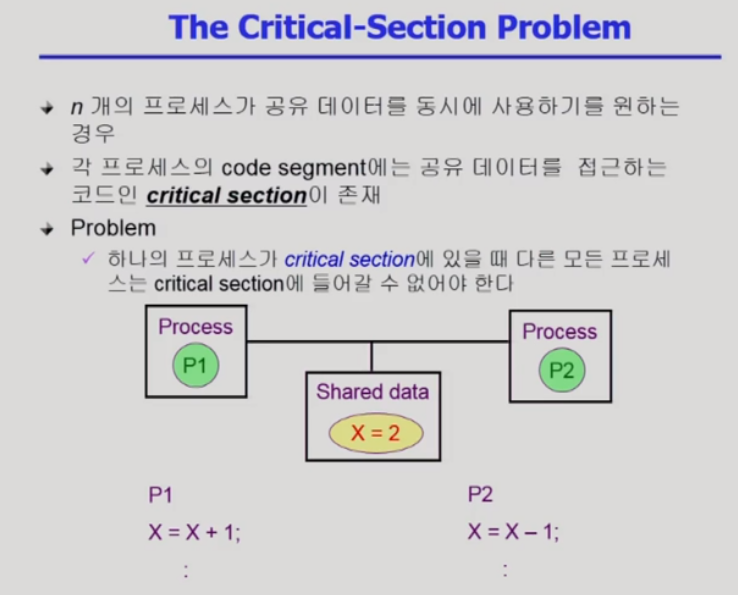 The Critical-Section Problem
n 개의 프로세스가 공유 데이터를 동시에 사용하기를 원하는
경우
각 프로세스의 code segment에는 공유 데이터를 접근하는
코드인 critical section이 존재
Problem
✓ 하나의 프로세스가 critical section에 있을 때 다른 모든 프로세
스는 critical section에 들어갈 수 없어야 한다
Process
P1
Process
P2
Shared data
X = 2
P1
X = X + 1;
:
P2
X = X – 1;
: